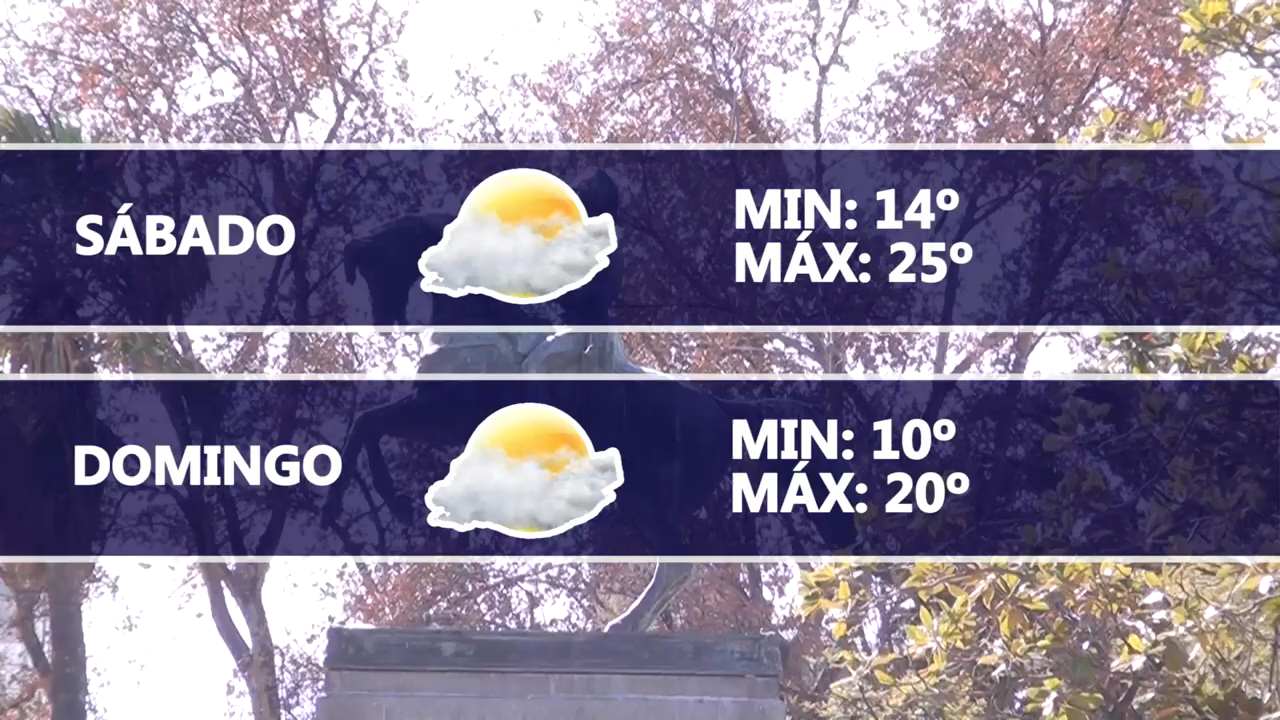 SÁBADO
MIN: 14º
MÁX: 25º
DOMINGO
MIN: 10º
MÁX: 20º